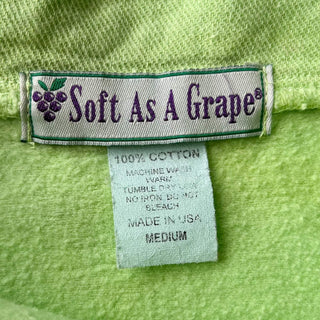 Soft As A Grape®
100% COTTON
MACHINE WASH
WARM
TUMBLE DRY LOW
NO IRON. DO NOT
BLEACH
MADE IN USA
MEDIUM